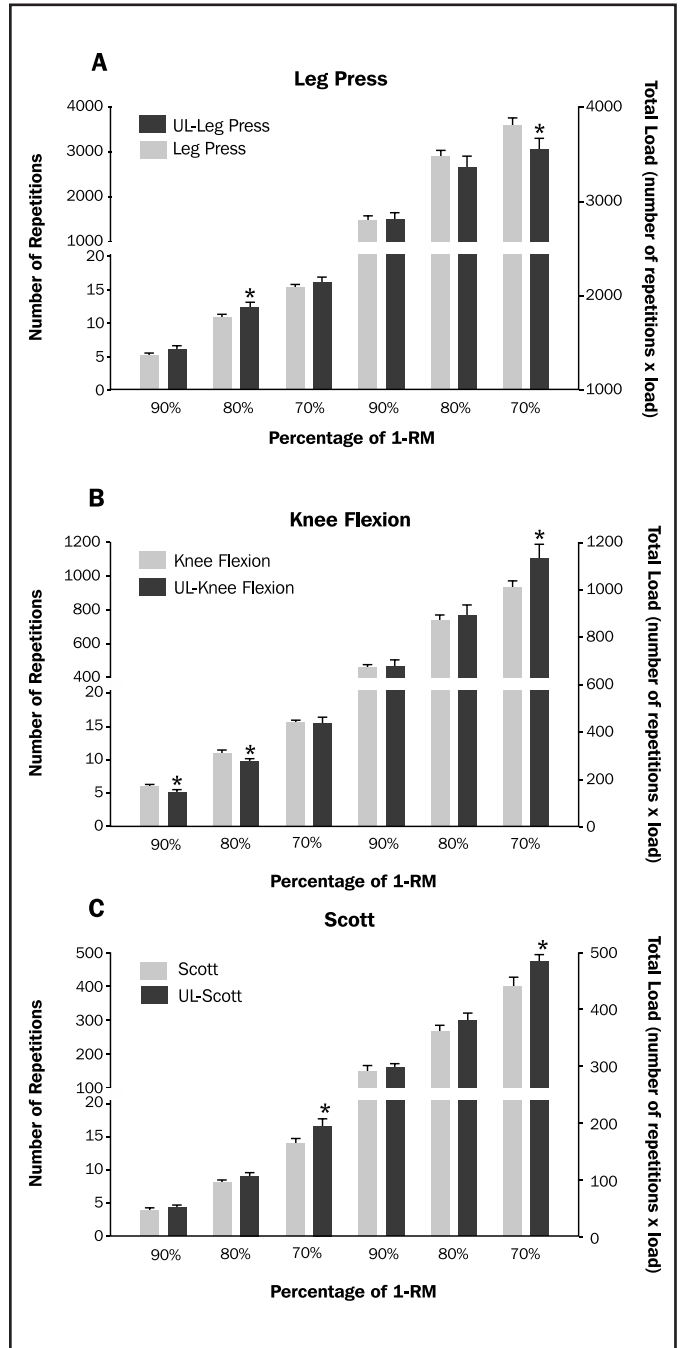 A
Leg Press
Number of Repetitions
4000
3000
2000
1000
20
15
10
5
0
UL-Leg Press
Leg Press
*
*
4000
3000
2000
1000
Total Load (number of repetitions x load)
90% 80% 70% 90% 80% 70%
Percentage of 1-RM
B
Knee Flexion
Number of Repetitions
1200
1000
800
600
400
20
15
10
5
0
Knee Flexion
UL-Knee Flexion
*
*
*
1200
1000
800
600
400
200
0
Total Load (number of repetitions x load)
90% 80% 70% 90% 80% 70%
Percentage of 1-RM
C
Scott
Number of Repetitions
500
400
300
200
100
20
15
10
5
0
Scott
UL-Scott
*
*
500
400
300
200
100
0
Total Load (number of repetitions x load)
90% 80% 70% 90% 80% 70%
Percentage of 1-RM